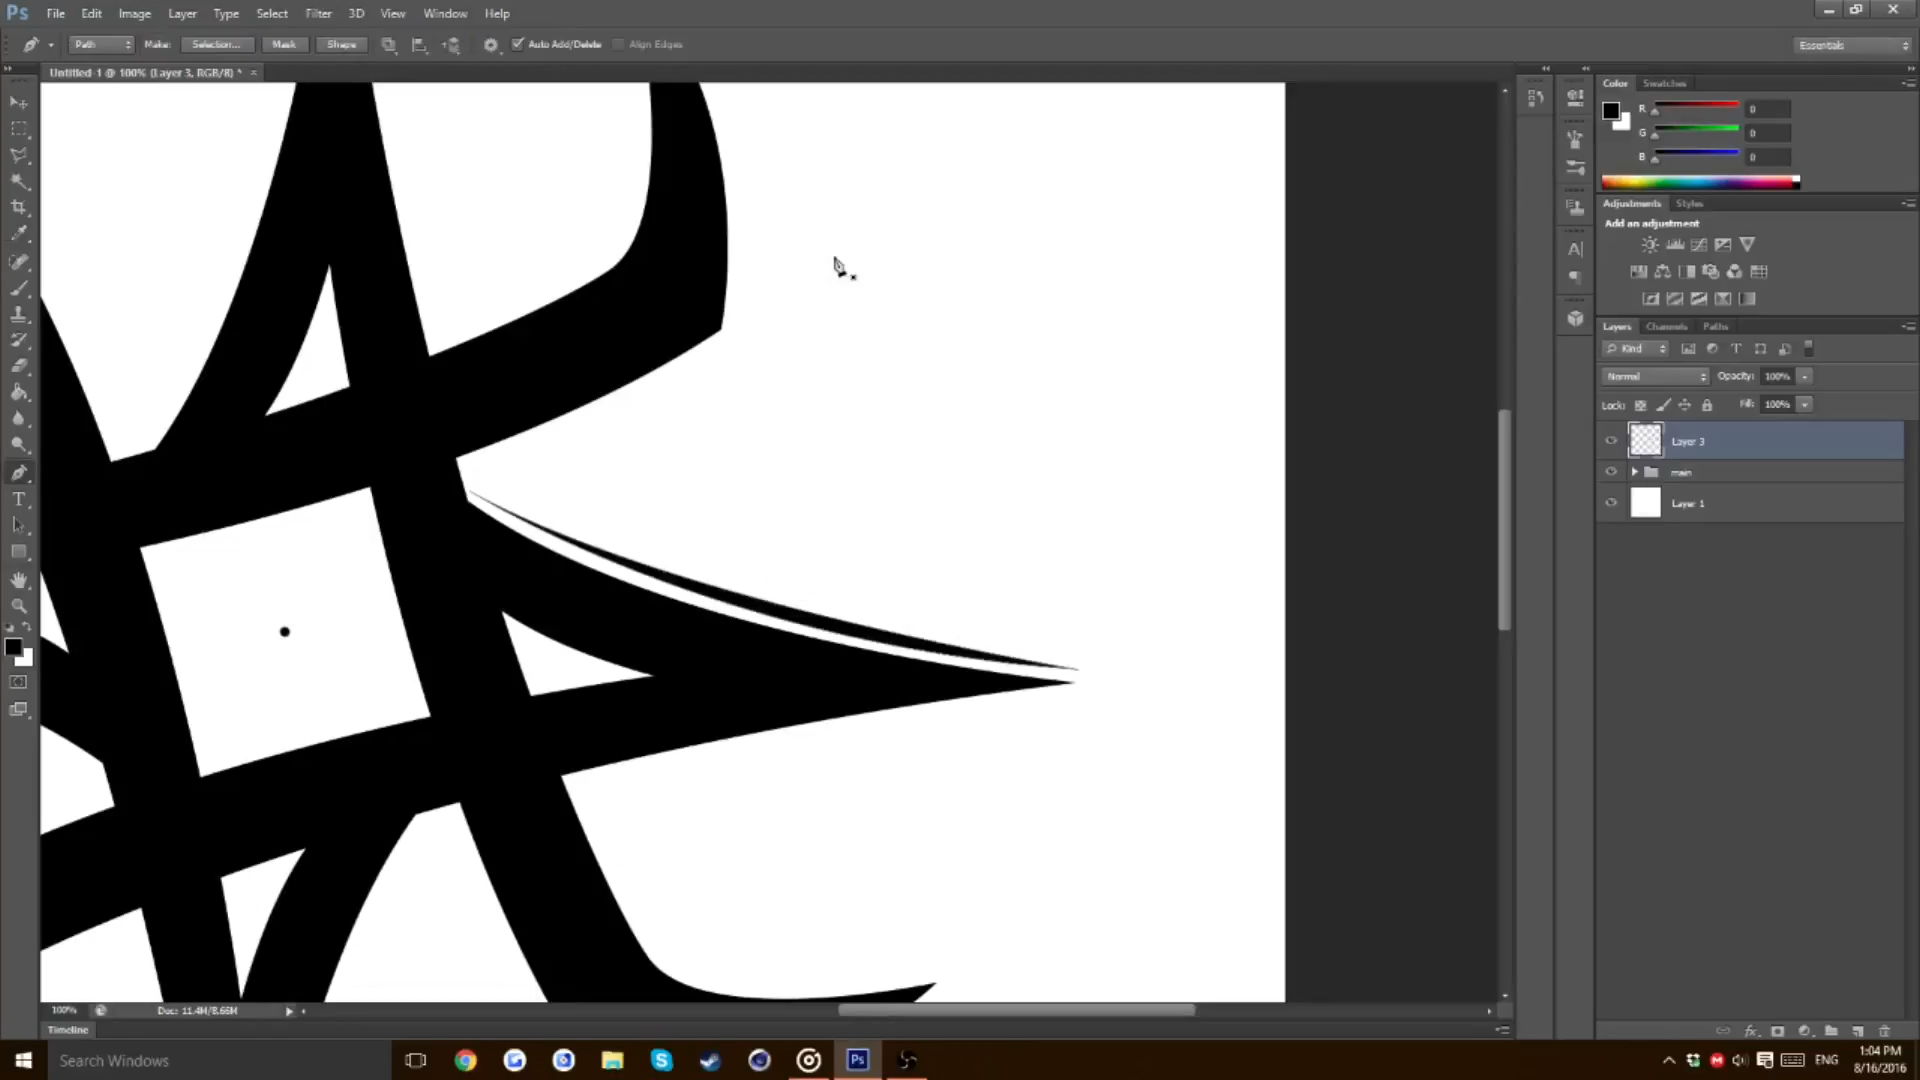 Ps File Edit Image Layer Type Select Filter 3D View Window Help
Path Make: Selection... Mask Shape Auto Add/Delete Align Edges Essentials
Untitled-1 @ 100% (Layer 3, RGB/8) * ×
Color Swatches
R 0
G 0
B 0
Adjustments Styles
Add an adjustment
Layers Channels Paths
Kind
Normal Opacity: 100%
Lock: Fill: 100%
Layer 3
main
Layer 1
100% Doc: 11.4M/8.66M
Timeline
Search Windows
Ps
ENG
1:04 PM
8/16/2016